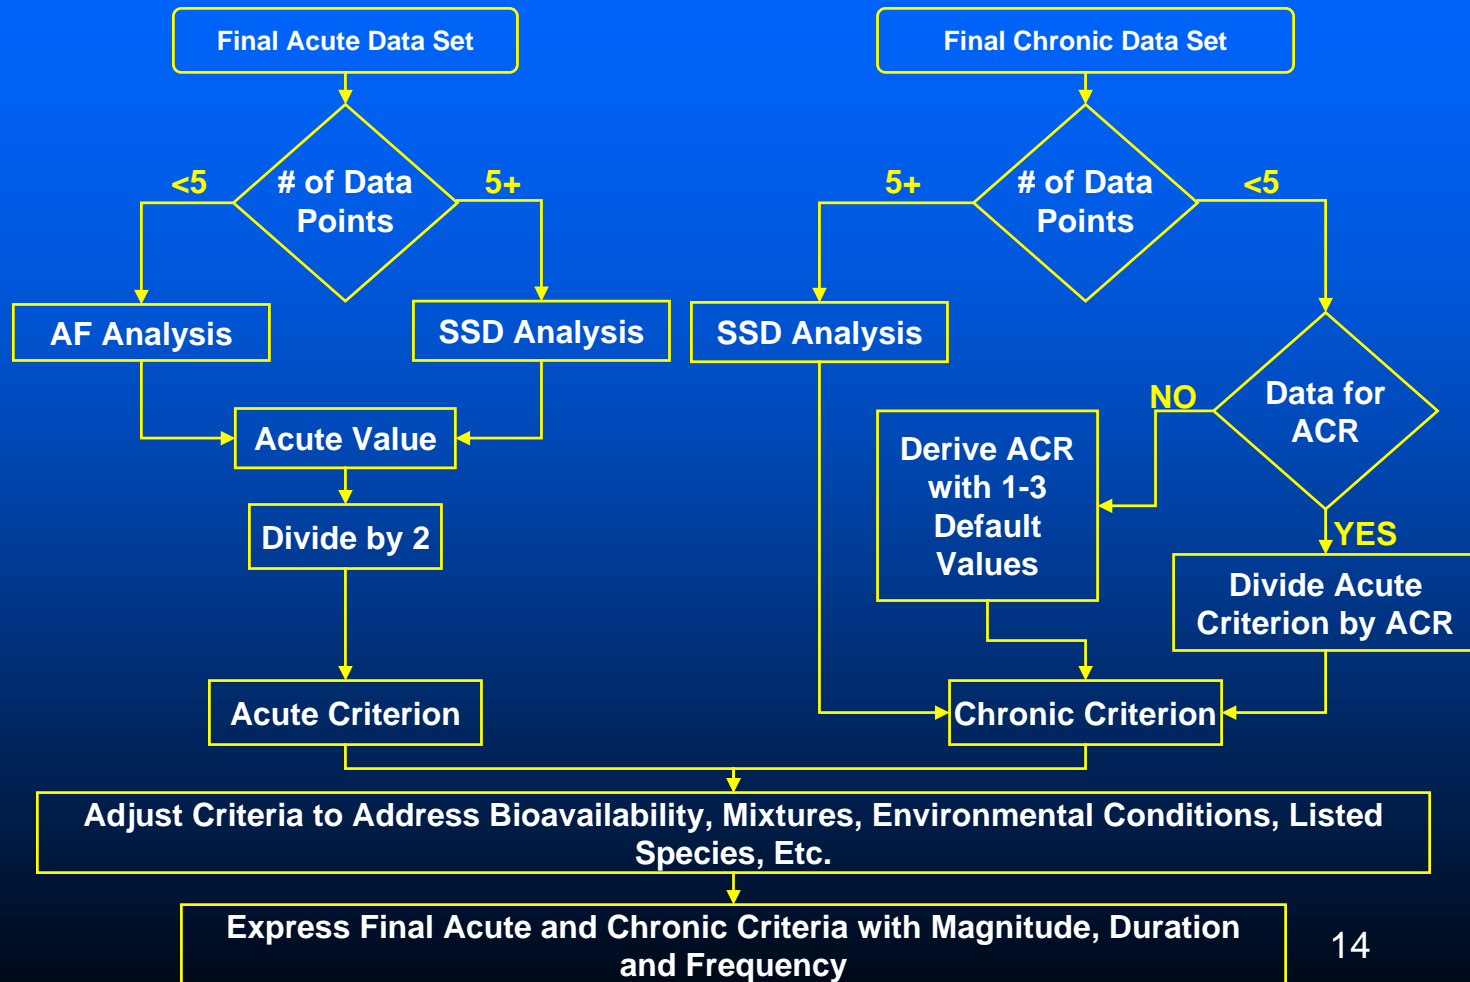 Final Acute Data Set
Final Chronic Data Set
# of Data
Points
<5
5+
# of Data
Points
5+
<5
AF Analysis
SSD Analysis
SSD Analysis
Data for
ACR
NO
YES
Acute Value
Derive ACR
with 1-3
Default
Values
Divide by 2
Divide Acute
Criterion by ACR
Acute Criterion
Chronic Criterion
Adjust Criteria to Address Bioavailability, Mixtures, Environmental Conditions, Listed
Species, Etc.
Express Final Acute and Chronic Criteria with Magnitude, Duration
and Frequency
14